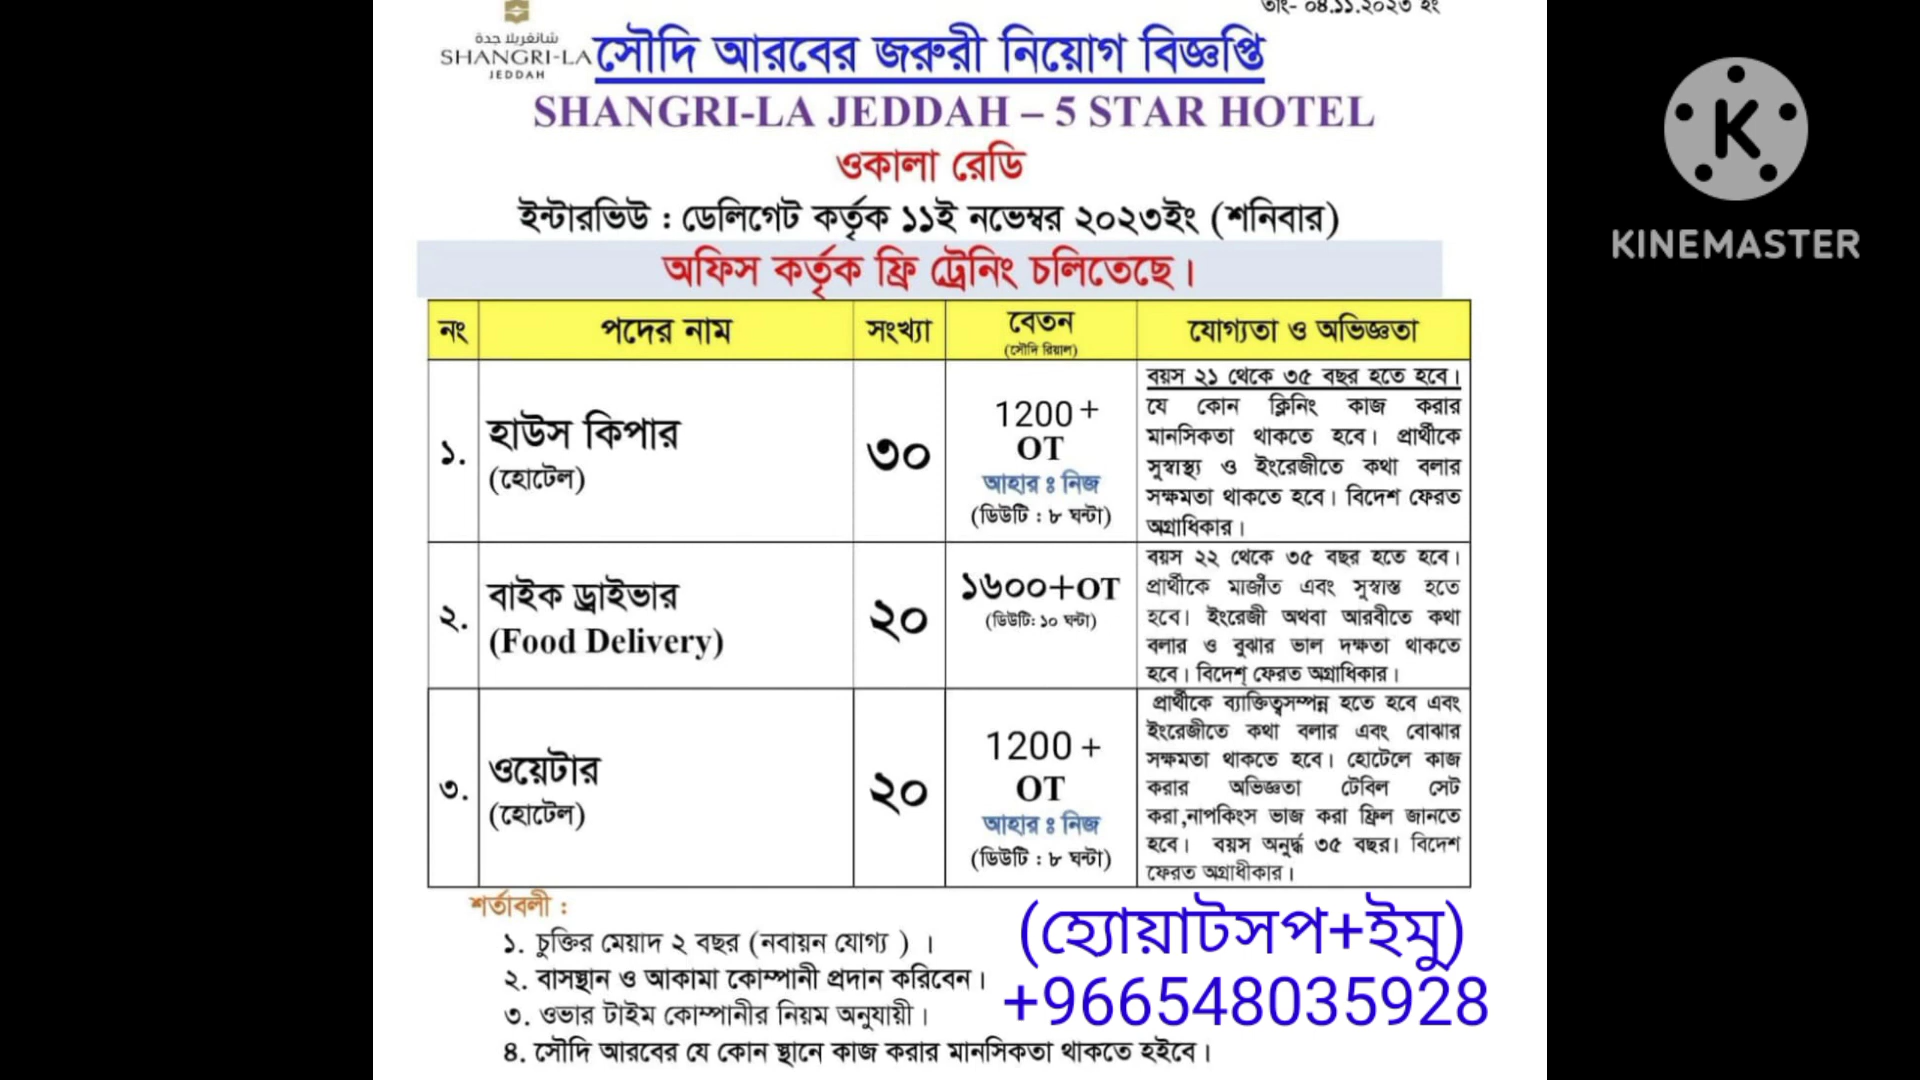 তাং- ০৪.১১.২০২৩ ইং
شانغريلا جدة
SHANGRI-LA
JEDDAH
সৌদি আরবের জরুরী নিয়োগ বিজ্ঞপ্তি
SHANGRI-LA JEDDAH – 5 STAR HOTEL
ওকালা রেডি
ইন্টারভিউ : ডেলিগেট কর্তৃক ১১ই নভেম্বর ২০২৩ইং (শনিবার)
অফিস কর্তৃক ফ্রি ট্রেনিং চলিতেছে।
নং পদের নাম সংখ্যা বেতন (সৌদি রিয়াল) যোগ্যতা ও অভিজ্ঞতা
১. হাউস কিপার
(হোটেল)
৩০
1200 +
OT
আহার ঃ নিজ
(ডিউটি : ৮ ঘন্টা)
বয়স ২১ থেকে ৩৫ বছর হতে হবে।
যে কোন ক্লিনিং কাজ করার
মানসিকতা থাকতে হবে। প্রার্থীকে
সুস্বাস্থ্য ও ইংরেজীতে কথা বলার
সক্ষমতা থাকতে হবে। বিদেশ ফেরত
অগ্রাধিকার।
২. বাইক ড্রাইভার
(Food Delivery)
২০
১৬০০+OT
(ডিউটি: ১০ ঘন্টা)
বয়স ২২ থেকে ৩৫ বছর হতে হবে।
প্রার্থীকে মার্জীত এবং সুস্বাস্ত হতে
হবে। ইংরেজী অথবা আরবীতে কথা
বলার ও বুঝার ভাল দক্ষতা থাকতে
হবে। বিদেশ্ ফেরত অগ্রাধিকার।
৩. ওয়েটার
(হোটেল)
২০
1200 +
OT
আহার ঃ নিজ
(ডিউটি : ৮ ঘন্টা)
প্রার্থীকে ব্যাক্তিত্বসম্পন্ন হতে হবে এবং
ইংরেজীতে কথা বলার এবং বোঝার
সক্ষমতা থাকতে হবে। হোটেলে কাজ
করার অভিজ্ঞতা টেবিল সেট
করা,নাপকিংস ভাজ করা ফ্রিল জানতে
হবে। বয়স অনুর্দ্ধ ৩৫ বছর। বিদেশ
ফেরত অগ্রাধীকার।
শর্তাবলী :
১. চুক্তির মেয়াদ ২ বছর (নবায়ন যোগ্য ) ।
২. বাসস্থান ও আকামা কোম্পানী প্রদান করিবেন।
৩. ওভার টাইম কোম্পানীর নিয়ম অনুযায়ী।
৪. সৌদি আরবের যে কোন স্থানে কাজ করার মানসিকতা থাকতে হইবে।
(হ্যোয়াটসপ+ইমু)
+966548035928
K
KINEMASTER